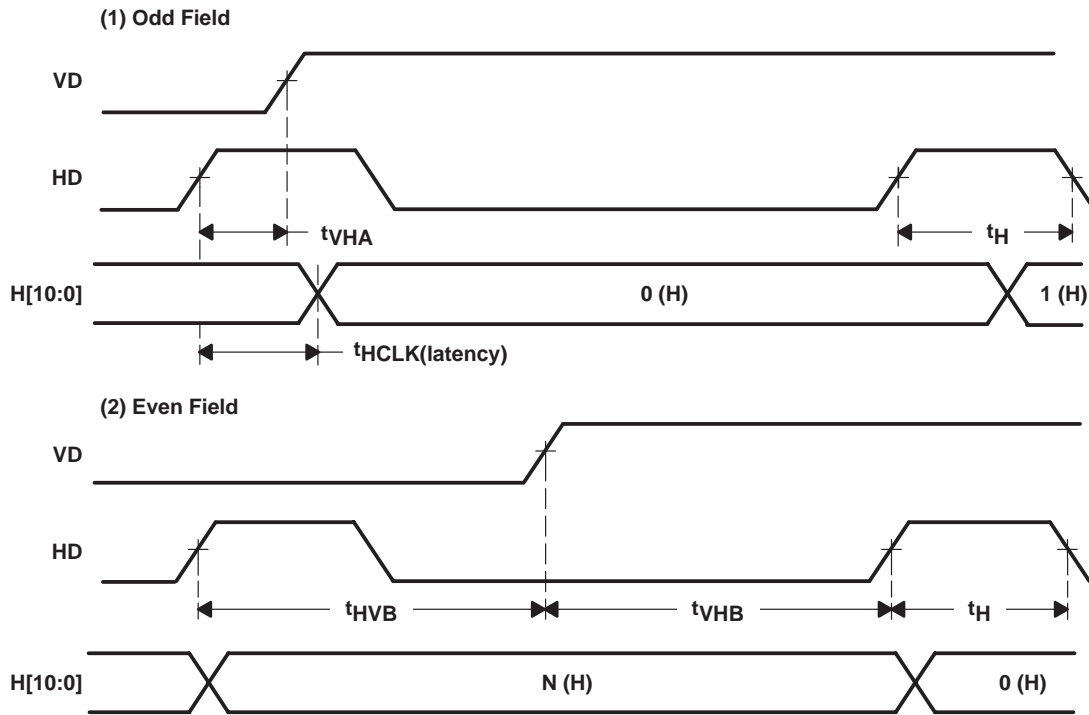 (1) Odd Field
VD
HD
tVHA
tH
H[10:0]
0 (H)
1 (H)
tHCLK(latency)
(2) Even Field
VD
HD
tHVB
tVHB
tH
H[10:0]
N (H)
0 (H)